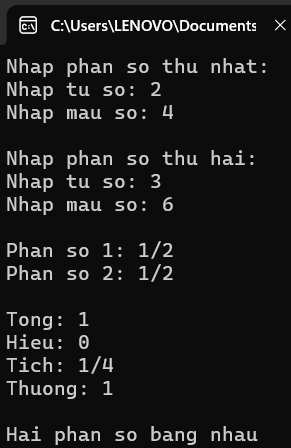 C:\Users\LENOVO\Documents
Nhap phan so thu nhat:
Nhap tu so: 2
Nhap mau so: 4
Nhap phan so thu hai:
Nhap tu so: 3
Nhap mau so: 6
Phan so 1: 1/2
Phan so 2: 1/2
Tong: 1
Hieu: 0
Tich: 1/4
Thuong: 1
Hai phan so bang nhau